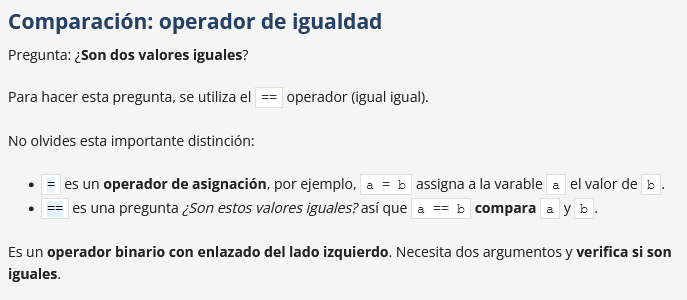 Comparación: operador de igualdad
Pregunta: ¿Son dos valores iguales?
Para hacer esta pregunta, se utiliza el == operador (igual igual).
No olvides esta importante distinción:
• = es un operador de asignación, por ejemplo, a = b assigna a la varable a el valor de b .
• == es una pregunta ¿Son estos valores iguales? así que a == b compara a y b .
Es un operador binario con enlazado del lado izquierdo. Necesita dos argumentos y verifica si son
iguales.